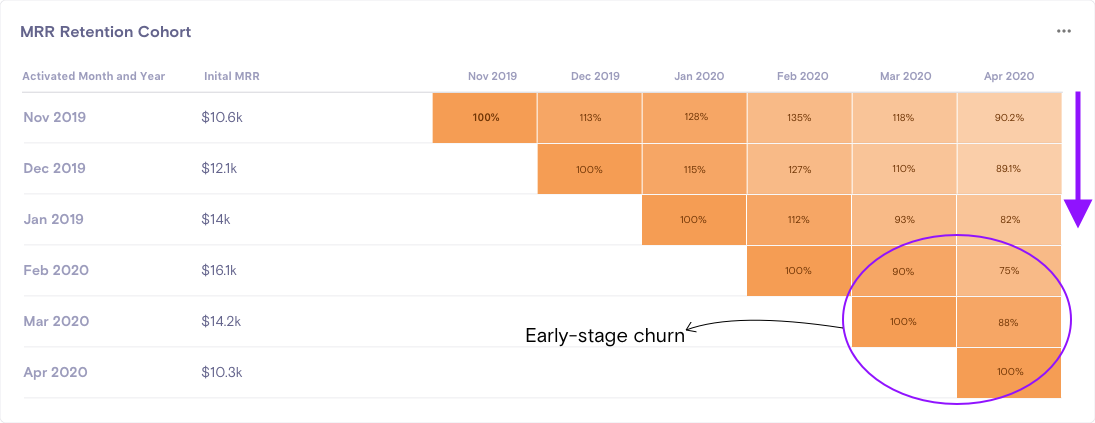 MRR Retention Cohort
Activated Month and Year Inital MRR Nov 2019 Dec 2019 Jan 2020 Feb 2020 Mar 2020 Apr 2020
Nov 2019 $10.6k 100% 113% 128% 135% 118% 90.2%
Dec 2019 $12.1k 100% 115% 127% 110% 89.1%
Jan 2019 $14k 100% 112% 93% 82%
Feb 2020 $16.1k 100% 90% 75%
Mar 2020 $14.2k 100% 88%
Early-stage churn
Apr 2020 $10.3k 100%